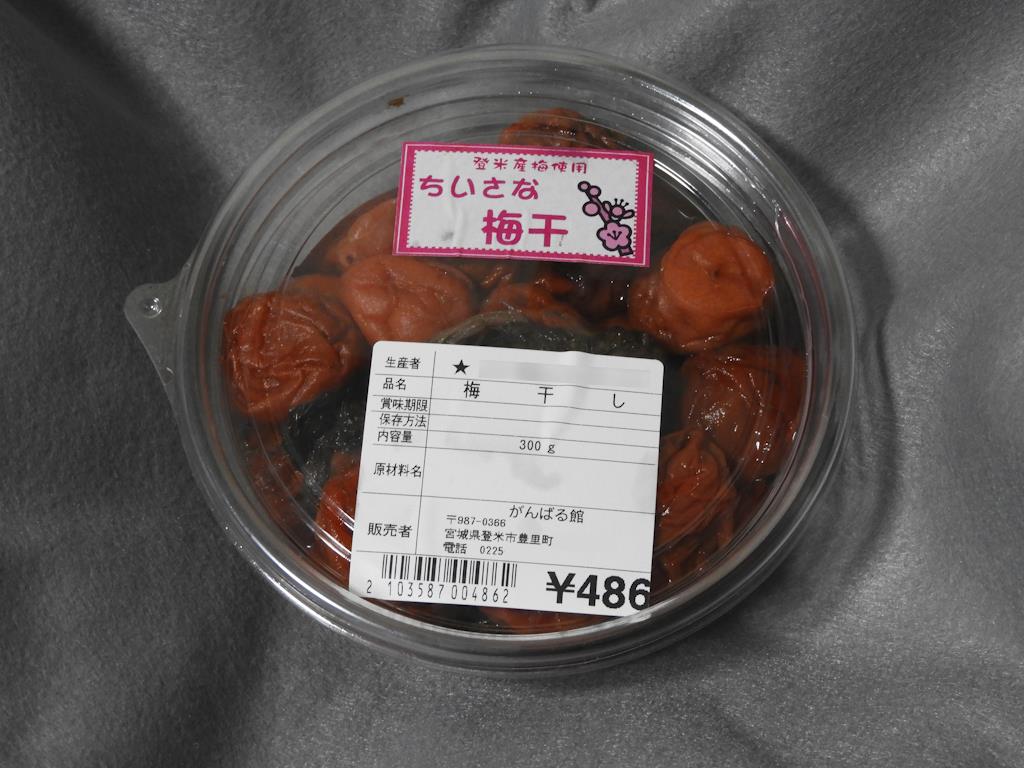 登米産梅使用
ちいさな
梅干
生産者 ★
品名 梅干し
賞味期限
保存方法
内容量 300g
原材料名
販売者 がんばる館
〒987-0366
宮城県登米市豊里町
電話 0225
2 103587 004862
¥486